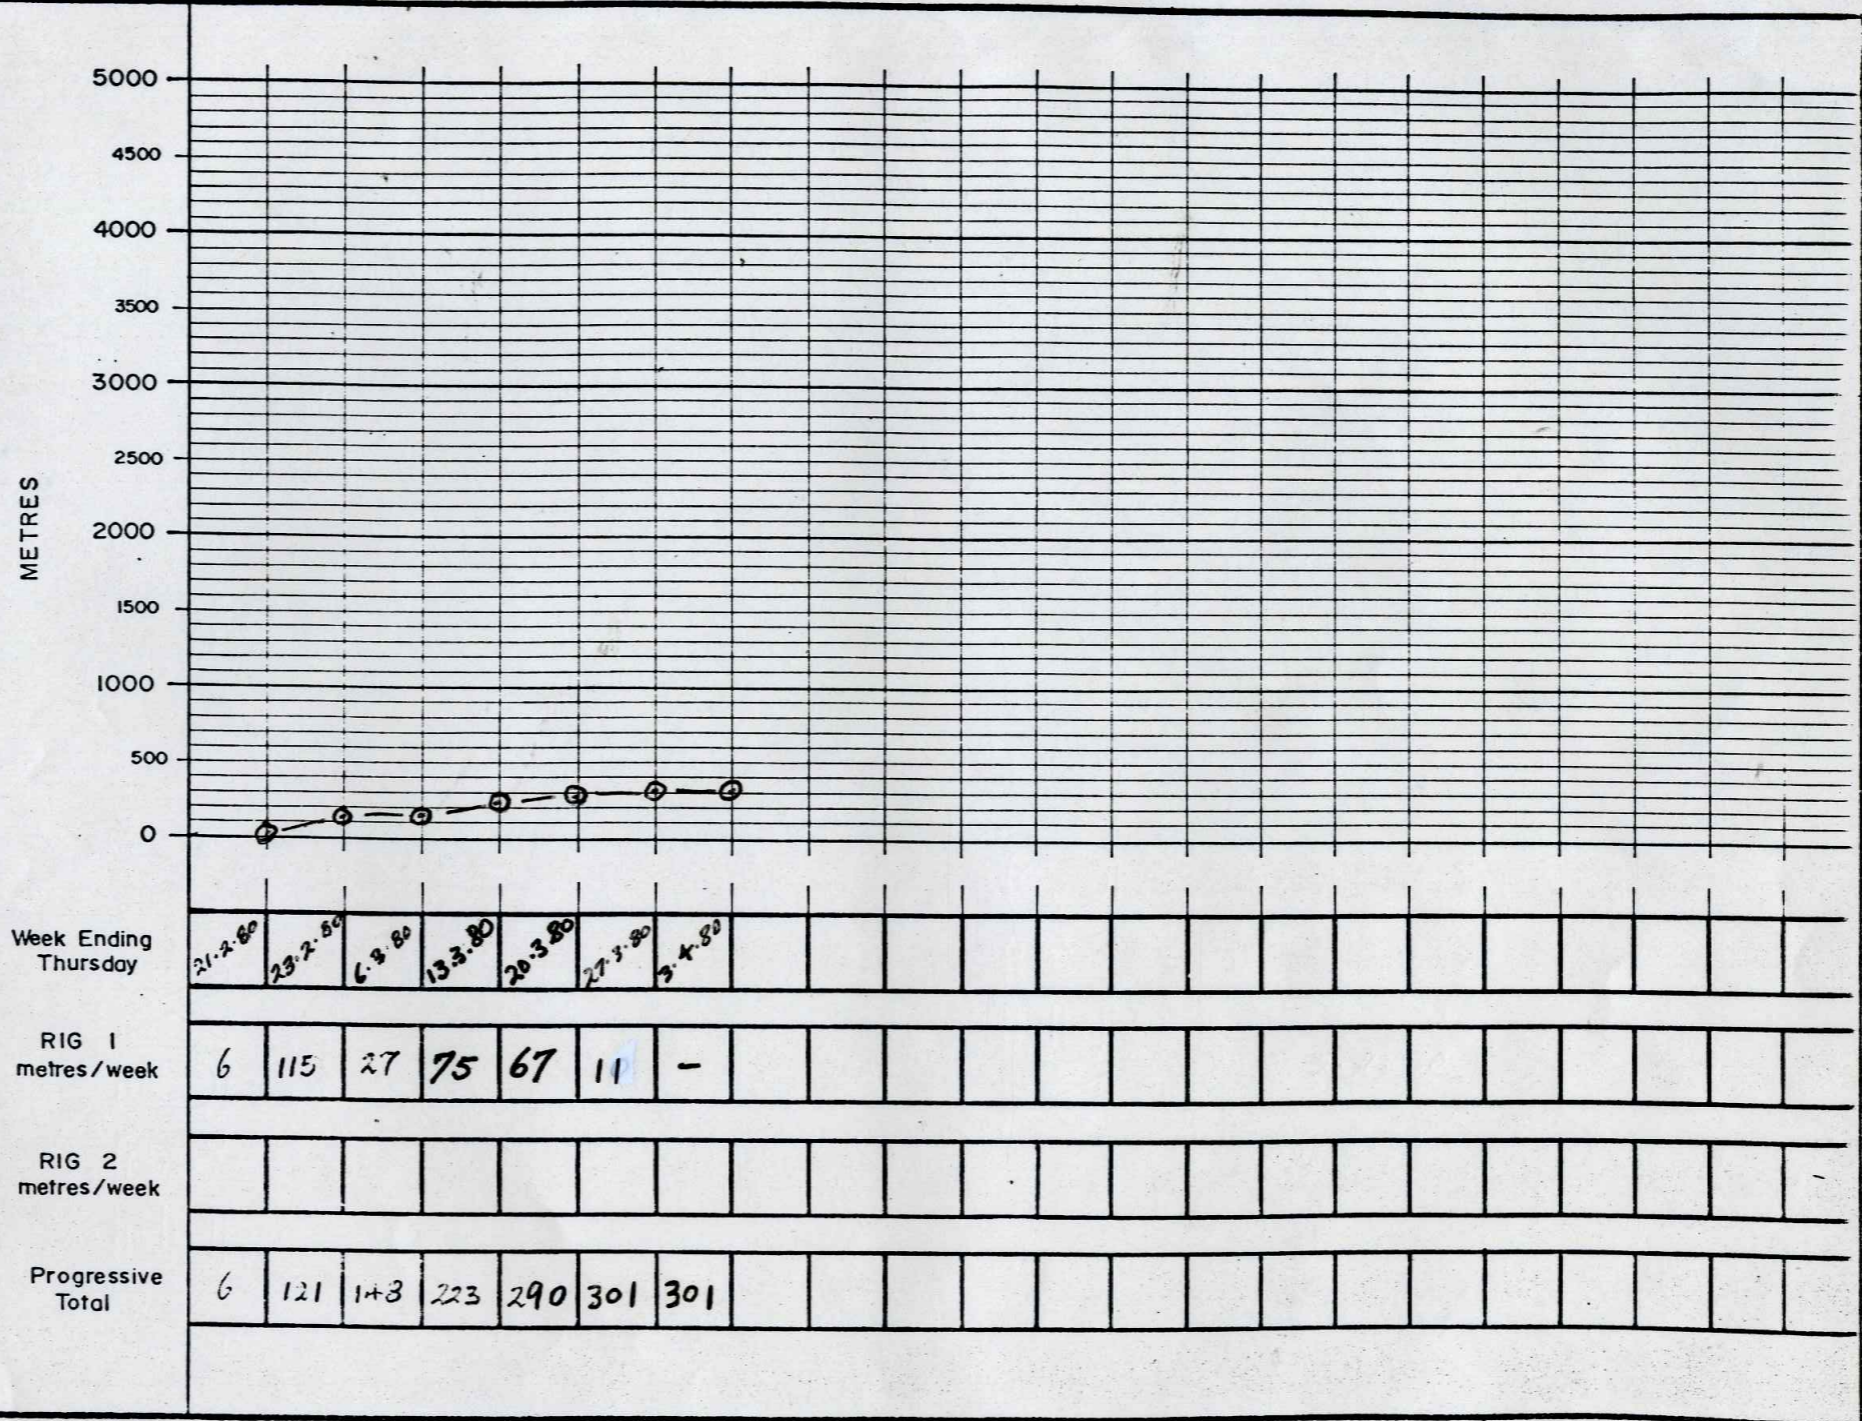 5000
4500
4000
3500
3000
2500
2000
1500
1000
500
0
METRES
Week Ending Thursday 21.2.80 23.2.80 6.3.80 13.3.80 20.3.80 27.3.80 3.4.80
RIG 1 metres/week 6 115 27 75 67 11 -
RIG 2 metres/week
Progressive Total 6 121 148 223 290 301 301